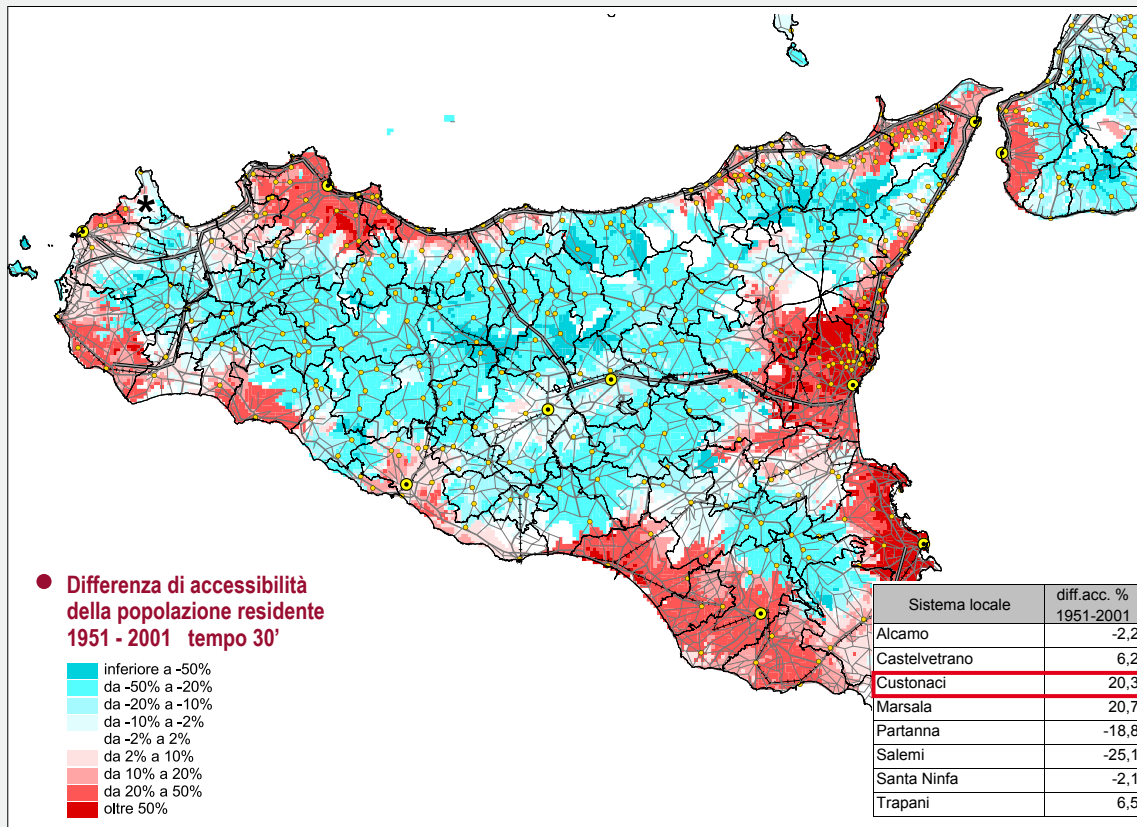 Differenza di accessibilità
della popolazione residente
1951 - 2001 tempo 30'
inferiore a -50%
da -50% a -20%
da -20% a -10%
da -10% a -2%
da -2% a 2%
da 2% a 10%
da 10% a 20%
da 20% a 50%
oltre 50%
Sistema locale diff.acc. % 1951-2001
Alcamo -2,2
Castelvetrano 6,2
Custonaci 20,3
Marsala 20,7
Partanna -18,8
Salemi -25,1
Santa Ninfa -2,1
Trapani 6,5